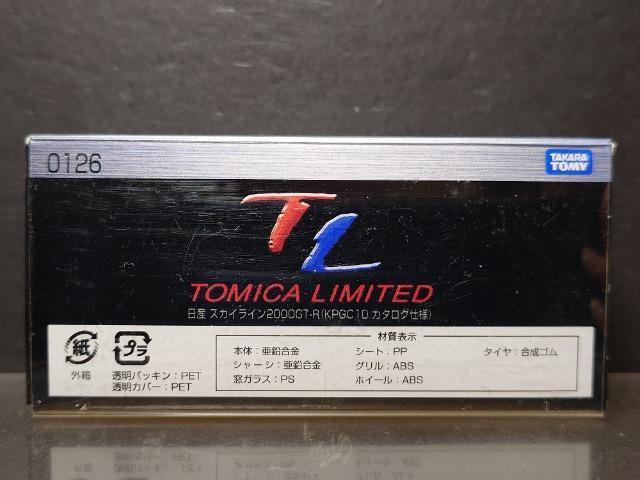 0126
TAKARA
TOMY
TL
TOMICA LIMITED
日産 スカイライン2000GT-R(KPGC10 カタログ仕様)
紙
外箱
プラ
透明パッキン:PET
透明カバー:PET
材質表示
本体:亜鉛合金
シャーシ:亜鉛合金
窓ガラス:PS
シート:PP
グリル:ABS
ホイール:ABS
タイヤ:合成ゴム